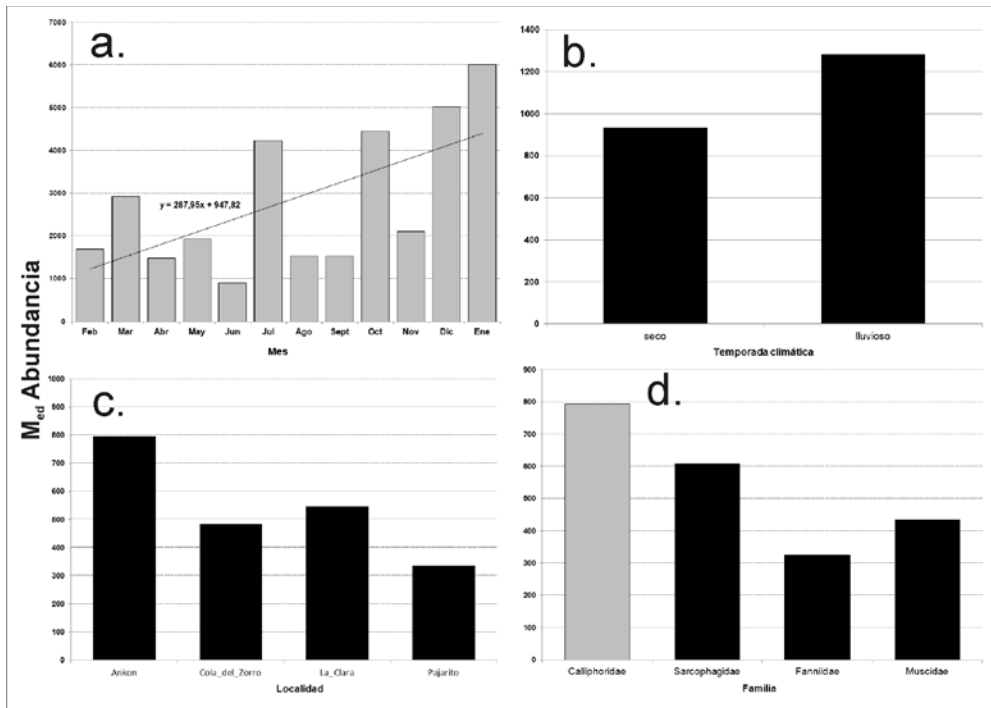 M_ed Abundancia
a.
7000
6000
5000
4000
3000
2000
1000
0
y = 287,95x + 947,82
Feb Mar Abr May Jun Jul Ago Sept Oct Nov Dic Ene
Mes
b.
1400
1200
1000
800
600
400
200
0
seco lluvioso
Temporada climática
c.
1000
900
800
700
600
500
400
300
200
100
0
Ankon Cola_del_Zorro La_Clara Pajarito
Localidad
d.
900
800
700
600
500
400
300
200
100
0
Calliphoridae Sarcophagidae Fanniidae Muscidae
Familia